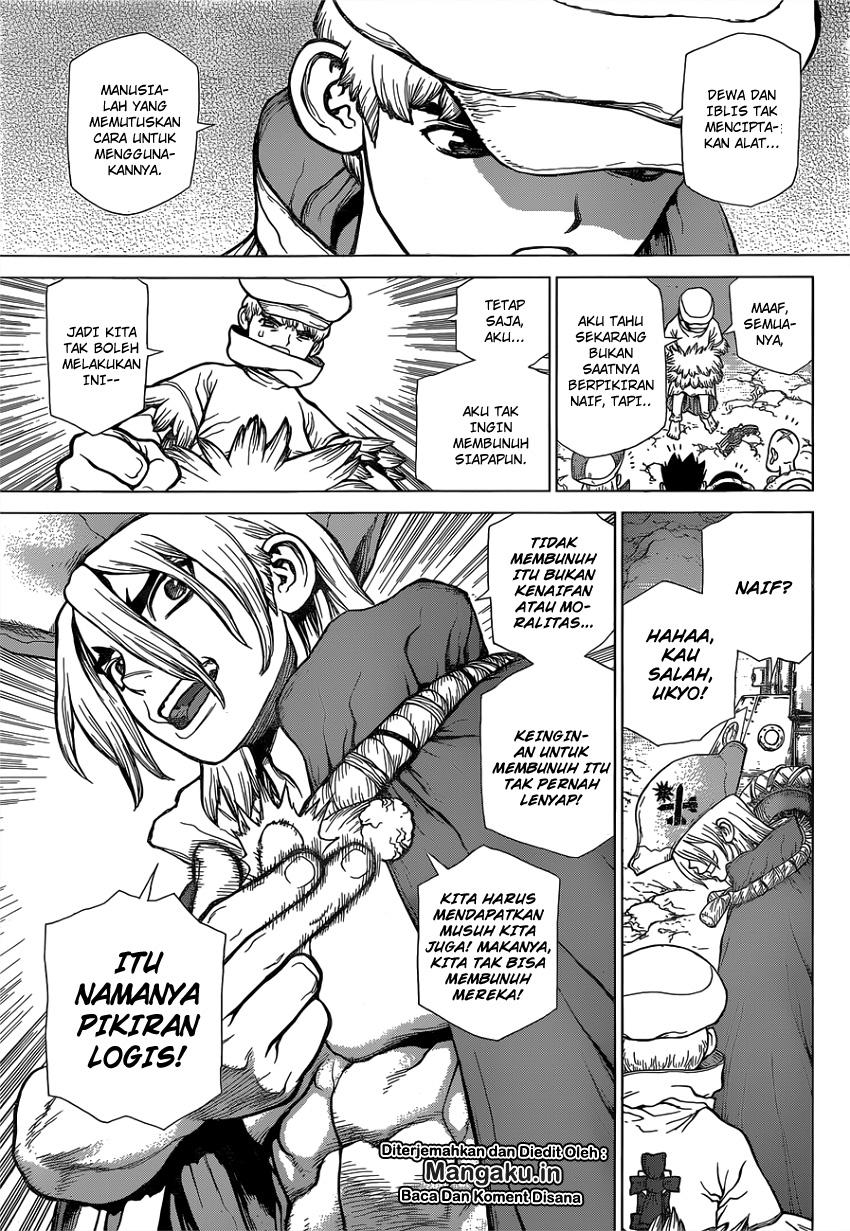 DEWA DAN
IBLIS TAK
MENCIPTA-
KAN ALAT...
MANUSIA-
LAH YANG
MEMUTUSKAN
CARA UNTUK
MENGGUNA-
KANNYA.
MAAF,
SEMUA-
NYA,
AKU TAHU
SEKARANG
BUKAN
SAATNYA
BERPIKIRAN
NAIF, TAPI..
TETAP
SAJA,
AKU...
AKU TAK
INGIN
MEMBUNUH
SIAPAPUN.
JADI KITA
TAK BOLEH
MELAKUKAN
INI--
NAIF?
HAHAA,
KAU
SALAH,
UKYO!
TIDAK
MEMBUNUH
ITU BUKAN
KENAIFAN
ATAU MO-
RALITAS...
KEINGIN-
AN UNTUK
MEMBUNUH ITU
TAK PERNAH
LENYAP!
KITA HARUS
MENDAPATKAN
MUSUH KITA
JUGA! MAKANYA,
KITA TAK BISA
MEMBUNUH
MEREKA!
ITU
NAMANYA
PIKIRAN
LOGIS!
Diterjemahkan dan Diedit Oleh :
Mangaku.in
Baca Dan Koment Disana